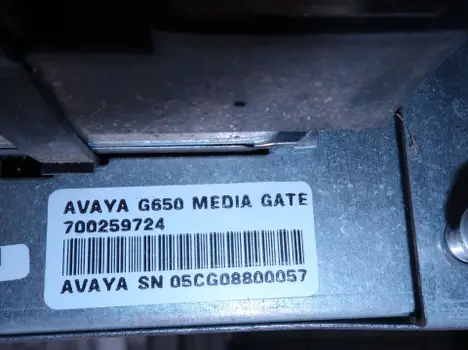 AVAYA G650 MEDIA GATE
700259724
AVAYA SN 05CG08800057